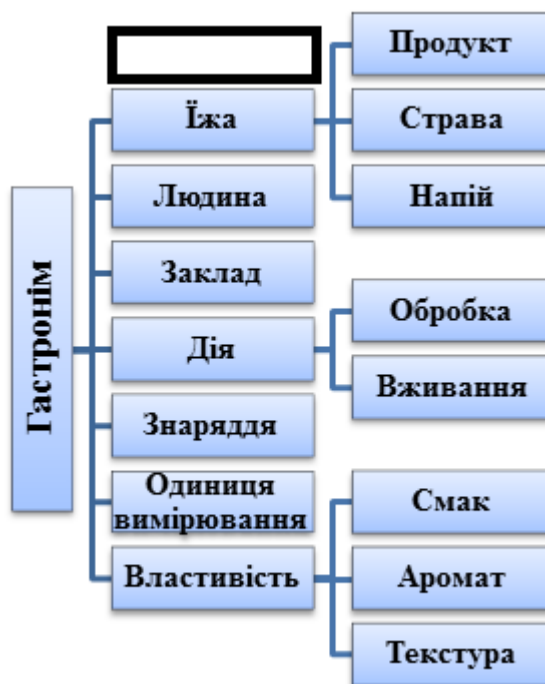 Гастронім
Їжа
Продукт
Страва
Напій
Людина
Заклад
Дія
Обробка
Вживання
Знаряддя
Одиниця
вимірювання
Властивість
Смак
Аромат
Текстура